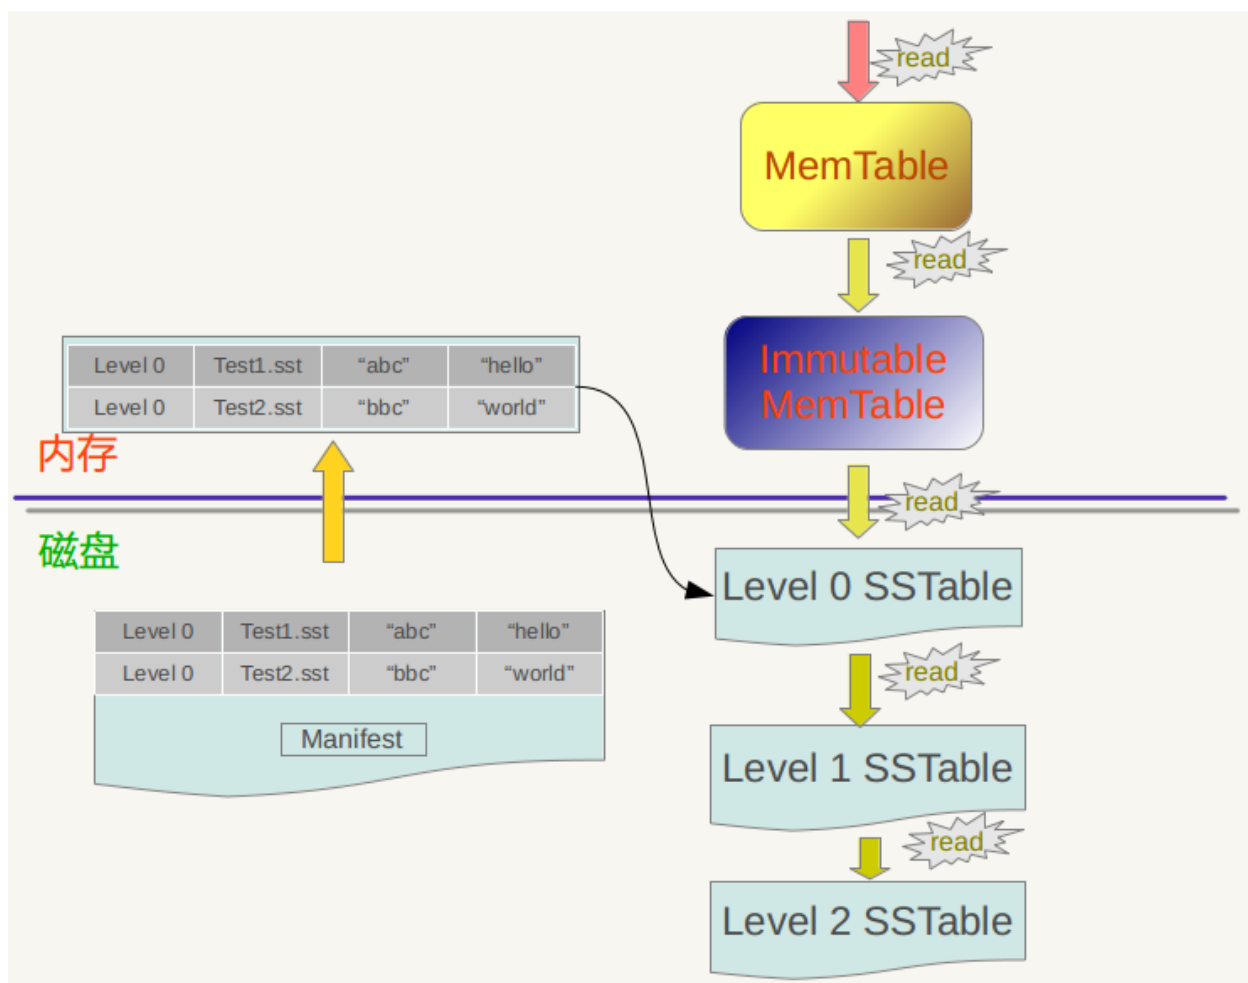 read
MemTable
read
Immutable
MemTable
Level 0 Test1.sst “abc” “hello”
Level 0 Test2.sst “bbc” “world”
内存
read
磁盘
Level 0 SSTable
Level 0 Test1.sst “abc” “hello”
Level 0 Test2.sst “bbc” “world”
Manifest
read
Level 1 SSTable
read
Level 2 SSTable